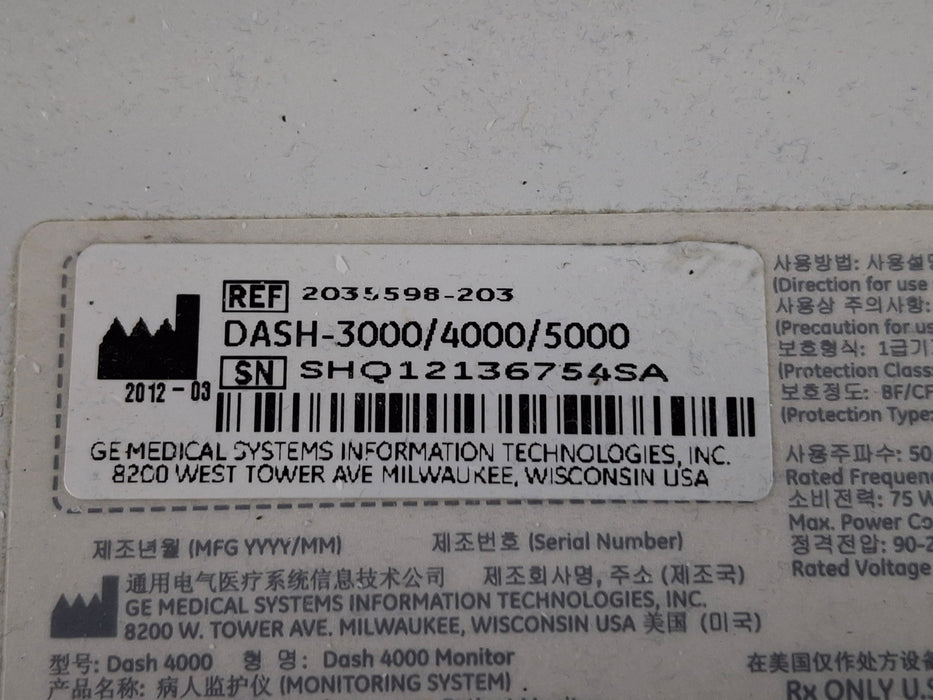 REF 2035598-203
DASH-3000/4000/5000
SN SHQ12136754SA
2012-03
GE MEDICAL SYSTEMS INFORMATION TECHNOLOGIES, INC.
8200 WEST TOWER AVE MILWAUKEE, WISCONSIN USA
사용방법: 사용설명
(Direction for use
사용상 주의사항:
(Precaution for us
보호형식: 1급기기
(Protection Class
보호정도: BF/CF
(Protection Type:
사용주파수: 50
Rated Frequenc
소비전력: 75 W
Max. Power Co
정격전압: 90-2
Rated Voltage
제조년월 (MFG YYYY/MM) 제조번호 (Serial Number)
通用电气医疗系统信息技术公司 제조회사명, 주소 (제조국)
GE MEDICAL SYSTEMS INFORMATION TECHNOLOGIES, INC.
8200 W. TOWER AVE. MILWAUKEE, WISCONSIN USA 美国 (미국)
型号: Dash 4000 형 명: Dash 4000 Monitor
产品名称: 病人监护仪 (MONITORING SYSTEM)
在美国仅作处方设备
Rx ONLY U.S